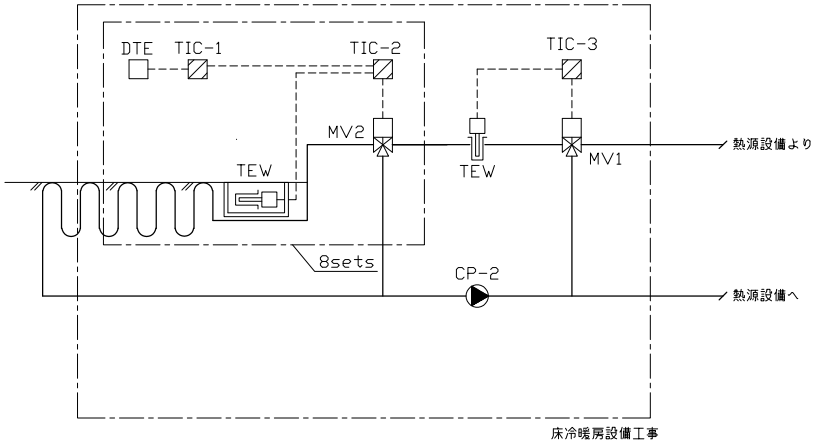 TIC-3
DTE TIC-1 TIC-2
MV2
熱源設備より
MV1
TEW
TEW
8sets
CP-2
熱源設備へ
床冷暖房設備工事